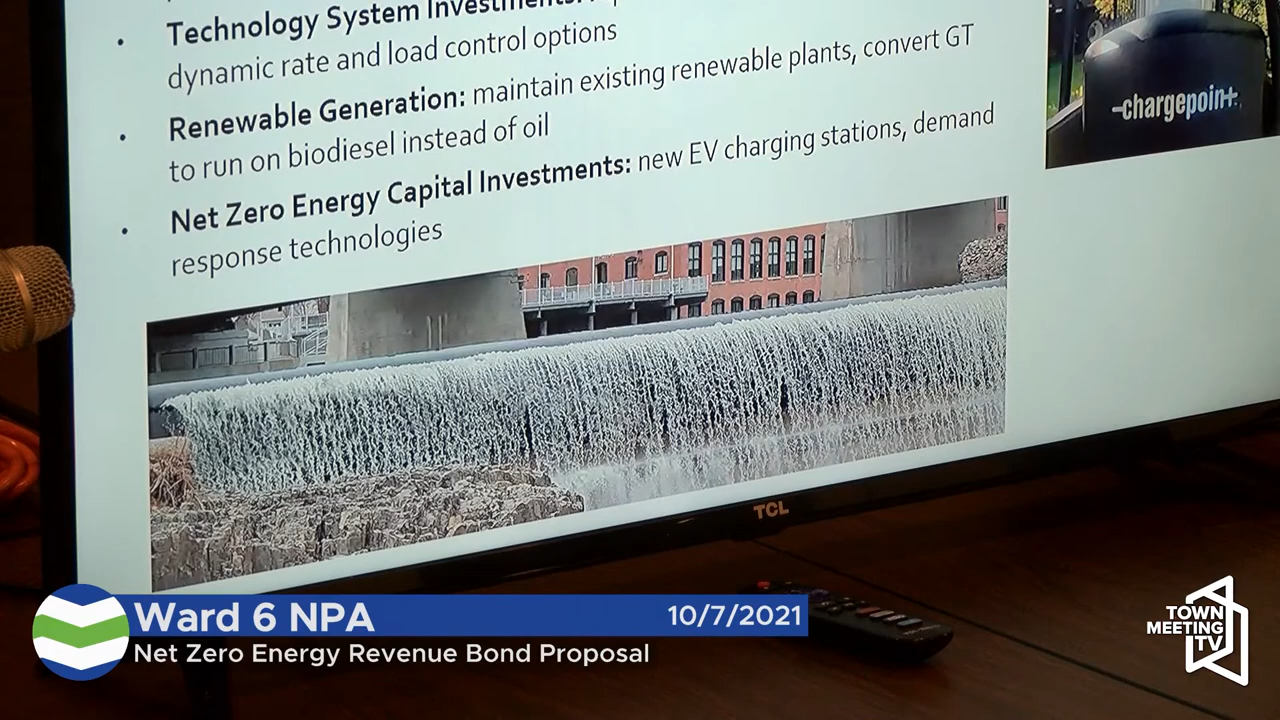 Technology System Investments:
dynamic rate and load control options
Renewable Generation: maintain existing renewable plants, convert GT
to run on biodiesel instead of oil
Net Zero Energy Capital Investments: new EV charging stations, demand
response technologies
-chargepoin+.
TCL
Ward 6 NPA
10/7/2021
Net Zero Energy Revenue Bond Proposal
TOWN
MEETING
TV